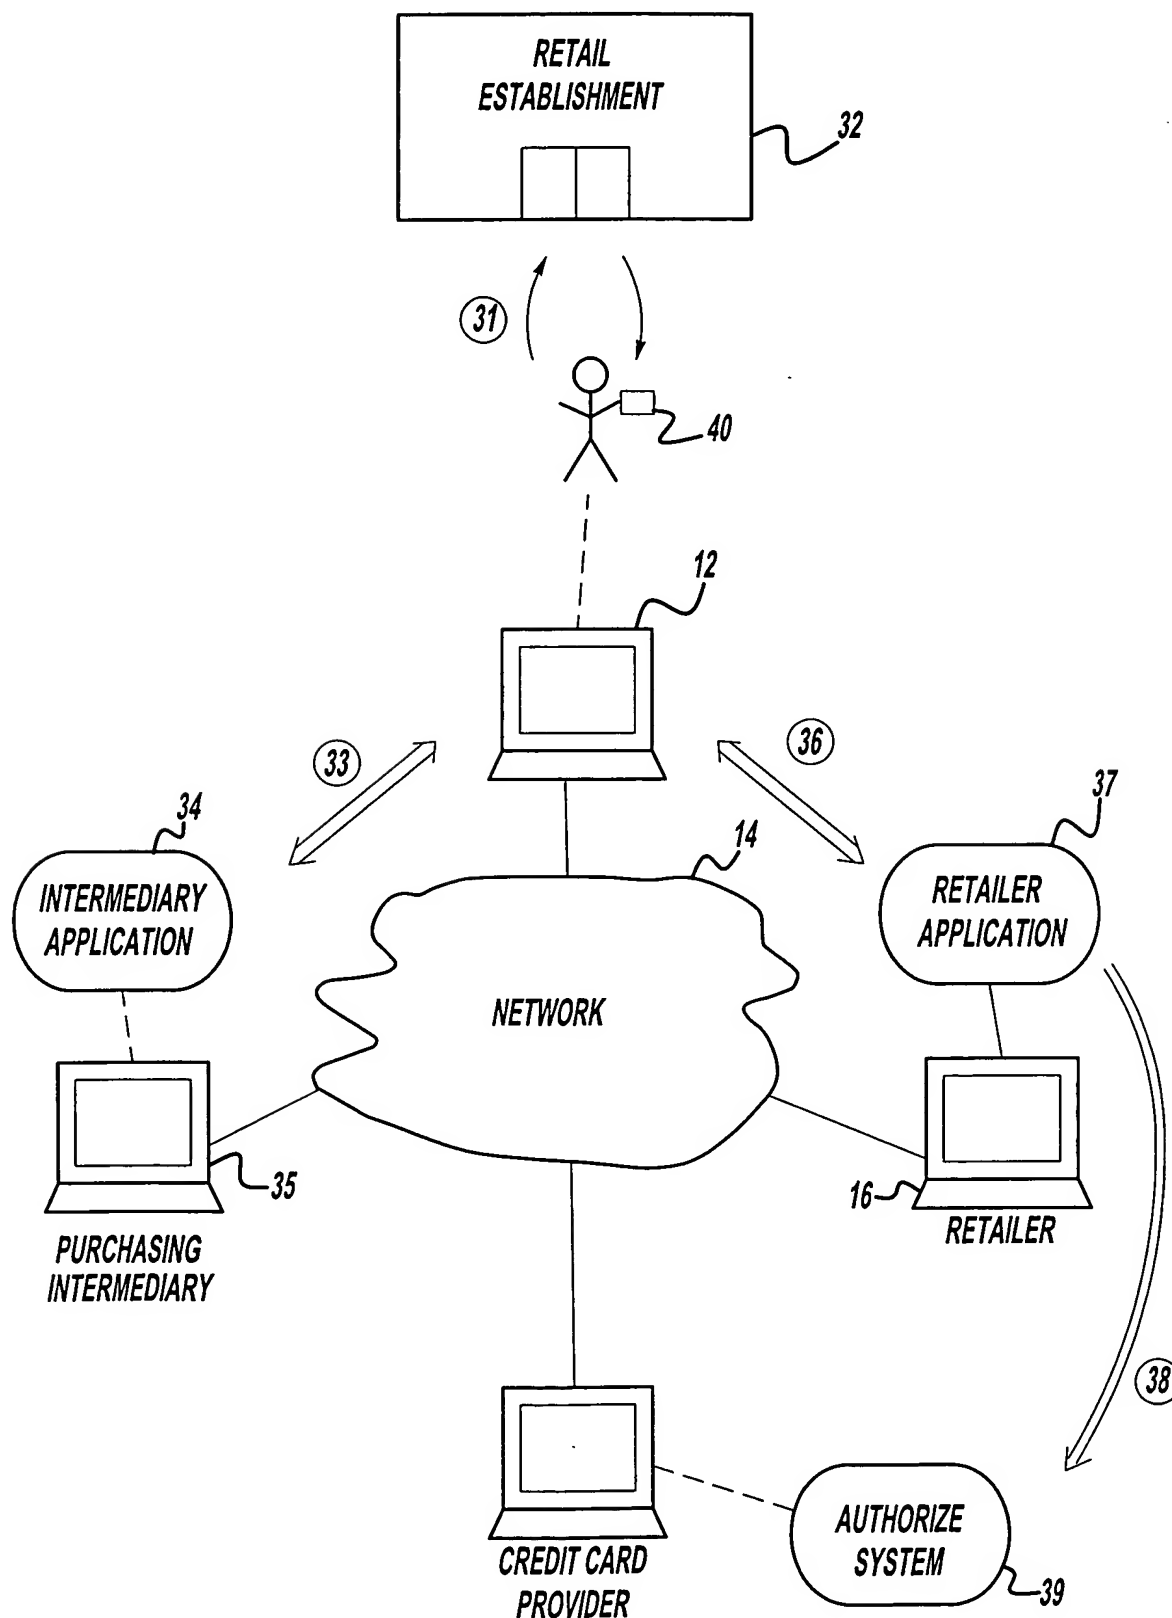 RETAIL
ESTABLISHMENT
32
31
40
12
33
36
34
37
14
INTERMEDIARY
APPLICATION
RETAILER
APPLICATION
NETWORK
35
16
PURCHASING
INTERMEDIARY
RETAILER
38
AUTHORIZE
SYSTEM
CREDIT CARD
PROVIDER
39